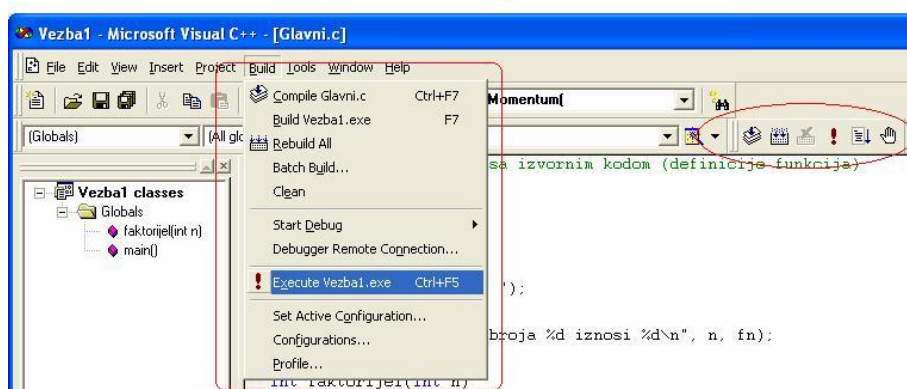 Vezba1 - Microsoft Visual C++ - [Glavni.c]
File Edit View Insert Project Build Tools Window Help
Momentum(
(Globals)
(All glo
Compile Glavni.c Ctrl+F7
Build Vezba1.exe F7
Rebuild All
Batch Build...
Clean
Start Debug
Debugger Remote Connection...
Execute Vezba1.exe Ctrl+F5
Set Active Configuration...
Configurations...
Profile...
Vezba1 classes
Globals
faktorijel(int n)
main()
sa izvornim kodom (definicije funkcija)
");
broja %d iznosi %d\n", n, fn);
int faktorijel(int n)